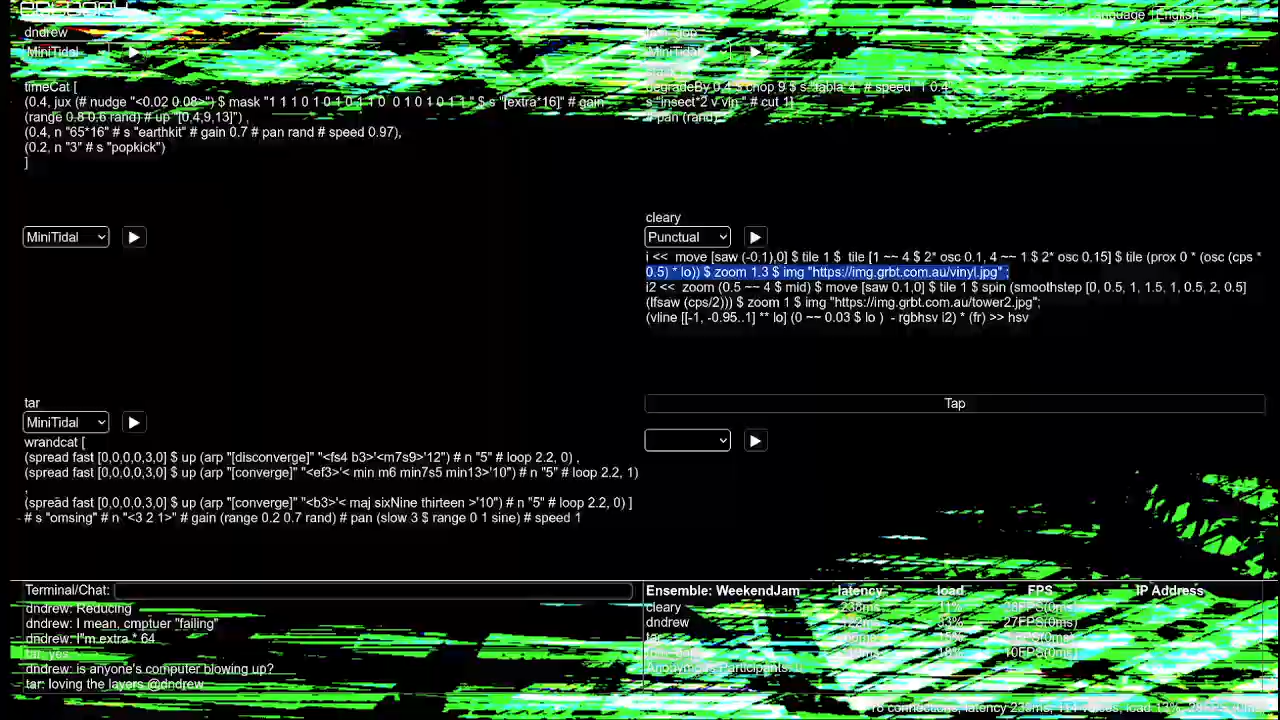 Language
English
dndrew
MiniTidal
MiniTidal
timeCat [
(0.4, jux (# nudge "<0.02 0.08>") $ mask "1 1 1 0 1 0 1 0 1 1 0 0 1 0 1 0 1 1" $ s "[extra*16]" # gain
(range 0.8 0.6 rand) # up "[0,4,9,13]") ,
(0.4, n "65*16" # s "earthkit" # gain 0.7 # pan rand # speed 0.97),
(0.2, n "3" # s "popkick")
]
degradeBy 0.4 $ chop 9 $ s "tabla*4" # speed
s "insect*2 v vin " # cut 1]
# pan (rand)
MiniTidal
cleary
Punctual
i << move [saw (-0.1),0] $ tile 1 $ tile [1 ~~ 4 $ 2* osc 0.1, 4 ~~ 1 $ 2* osc 0.15] $ tile (prox 0 * (osc (cps *
0.5) * lo)) $ zoom 1.3 $ img "https://img.grbt.com.au/vinyl.jpg" ;
i2 << zoom (0.5 ~~ 4 $ mid) $ move [saw 0.1,0] $ tile 1 $ spin (smoothstep [0, 0.5, 1, 1.5, 1, 0.5, 2, 0.5]
(lfsaw (cps/2))) $ zoom 1 $ img "https://img.grbt.com.au/tower2.jpg";
(vline [[-1, -0.95..1] ** lo] (0 ~~ 0.03 $ lo ) - rgbhsv i2) * (fr) >> hsv
tar
MiniTidal
wrandcat [
(spread fast [0,0,0,0,3,0] $ up (arp "[disconverge]" "<fs4 b3>'<m7s9>'12") # n "5" # loop 2.2, 0) ,
(spread fast [0,0,0,0,3,0] $ up (arp "[converge]" "<ef3>'< min m6 min7s5 min13>'10") # n "5" # loop 2.2, 1)
,
(spread fast [0,0,0,0,3,0] $ up (arp "[converge]" "<b3>'< maj sixNine thirteen >'10") # n "5" # loop 2.2, 0) ]
# s "omsing" # n "<3 2 1>" # gain (range 0.2 0.7 rand) # pan (slow 3 $ range 0 1 sine) # speed 1
Tap
Terminal/Chat:
dndrew: Reducing
dndrew: I mean, cmptuer "failing"
dndrew: I'm extra * 64
tar: yes
dndrew: is anyone's computer blowing up?
tar: loving the layers @dndrew
Ensemble: WeekendJam latency load FPS IP Address
cleary 11%
dndrew 27FPS(0ms)
tar
10FPS(0ms)
Anonymous Participants: